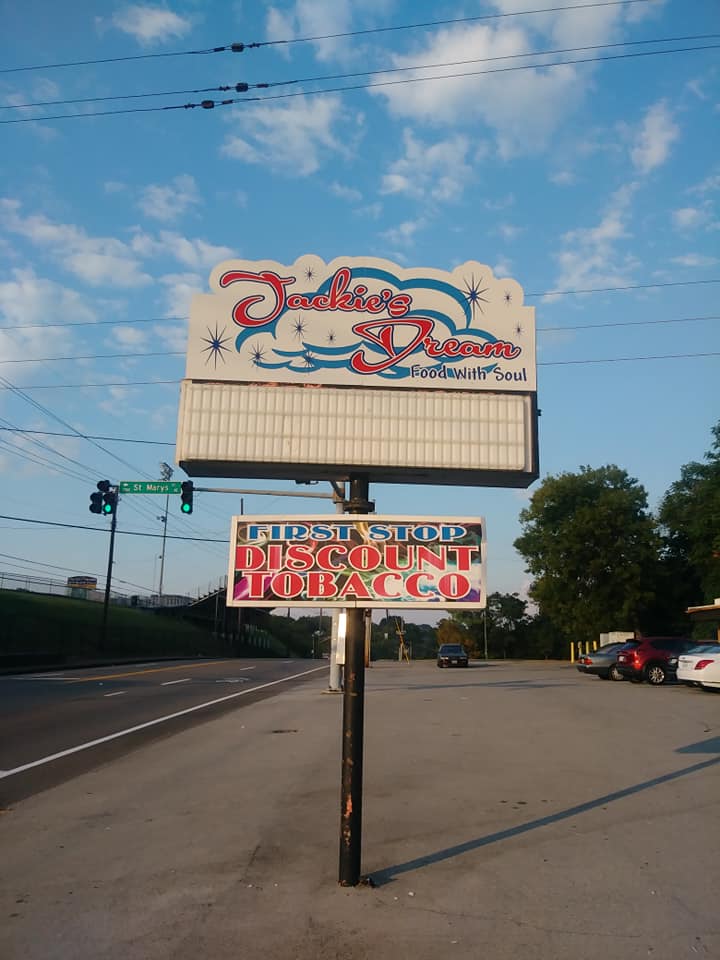 Jackie's
Dream
Food With Soul
St Marys
FIRST STOP
DISCOUNT
TOBACCO